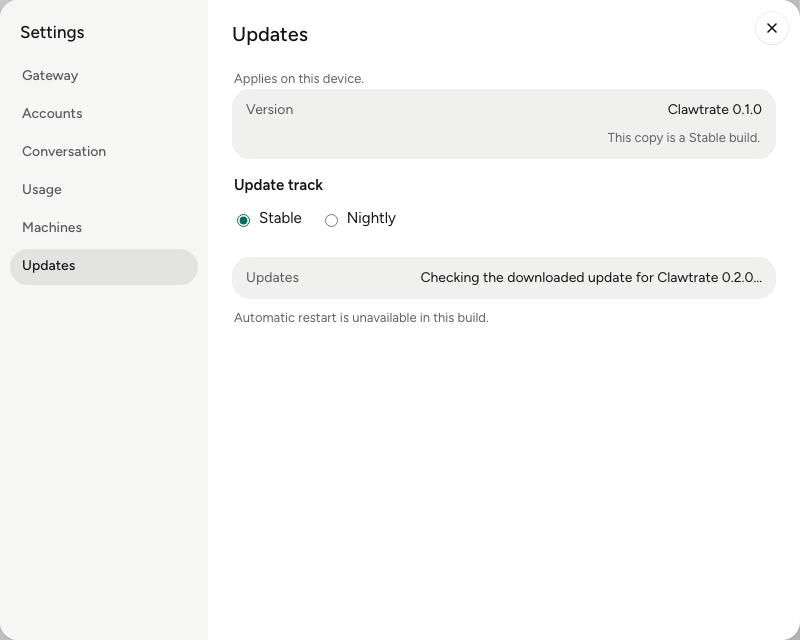 Settings
Gateway
Accounts
Conversation
Usage
Machines
Updates
Updates
Applies on this device.
Version
Clawtrate 0.1.0
This copy is a Stable build.
Update track
Stable
Nightly
Updates
Checking the downloaded update for Clawtrate 0.2.0...
Automatic restart is unavailable in this build.